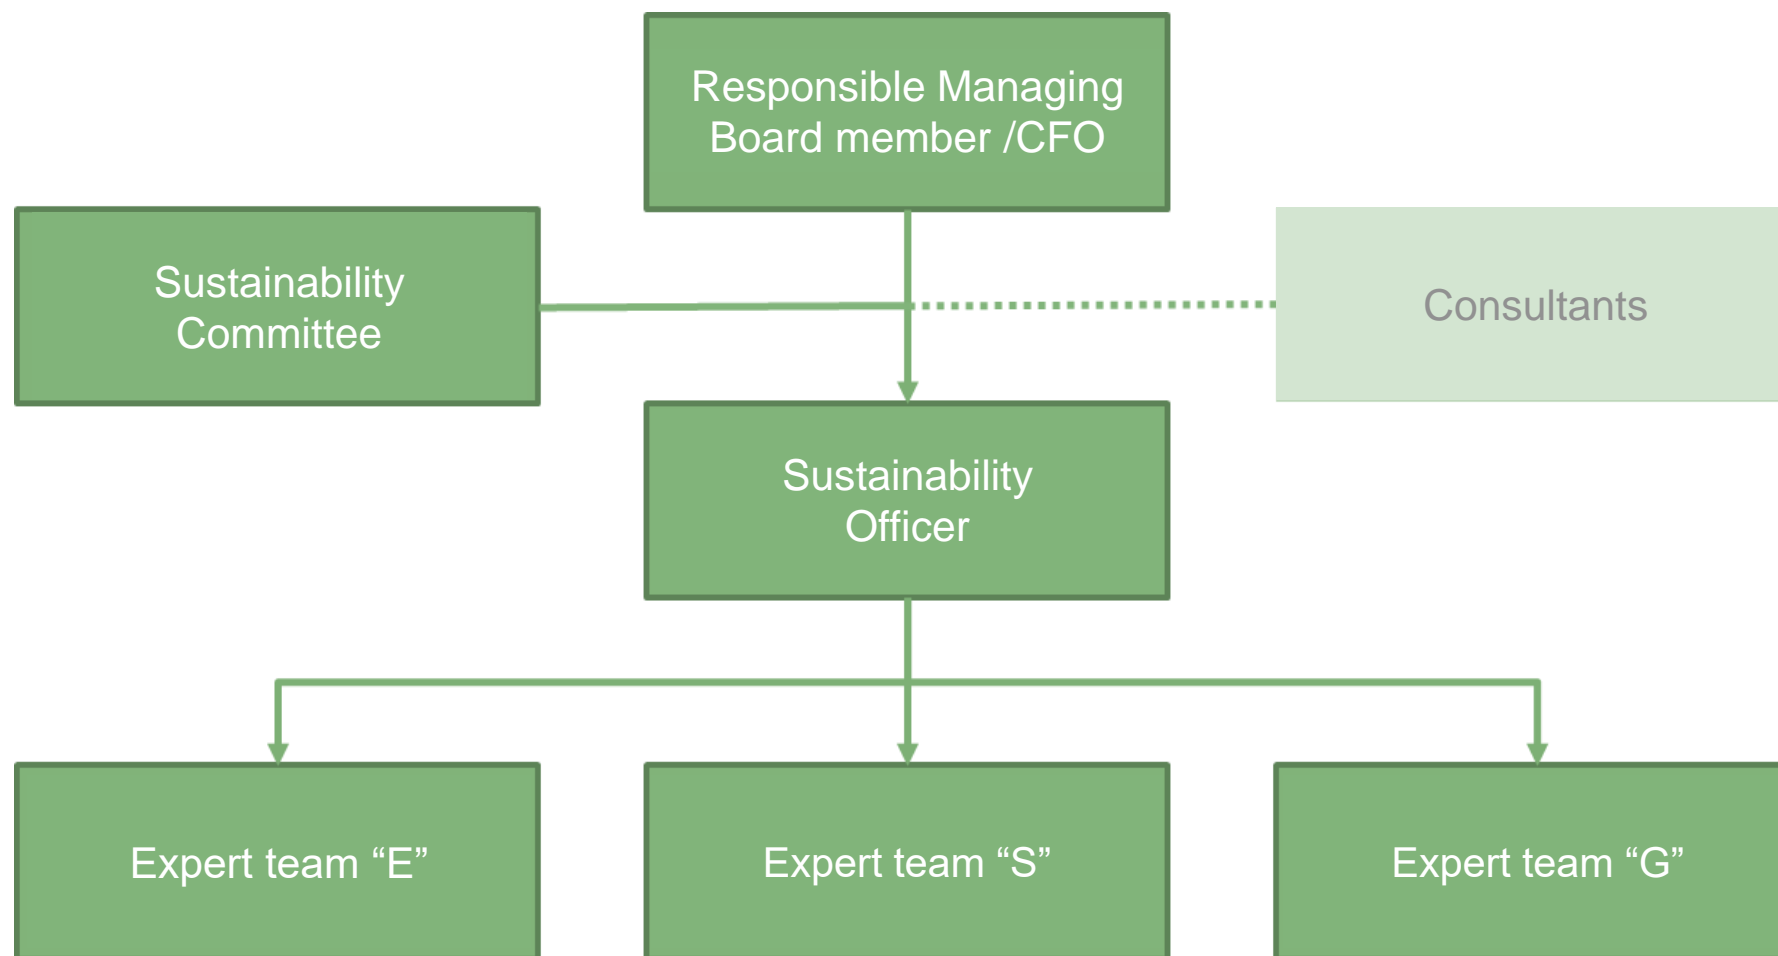 Responsible Managing
Board member /CFO
Sustainability
Committee
Consultants
Sustainability
Officer
Expert team “E”
Expert team “S”
Expert team “G”